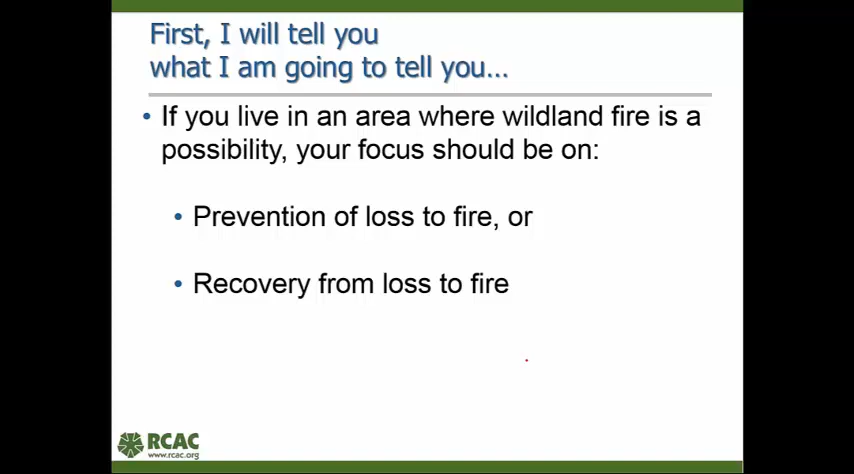 First, I will tell you
what I am going to tell you...
• If you live in an area where wildland fire is a
possibility, your focus should be on:
• Prevention of loss to fire, or
• Recovery from loss to fire
RCAC
www.rcac.org